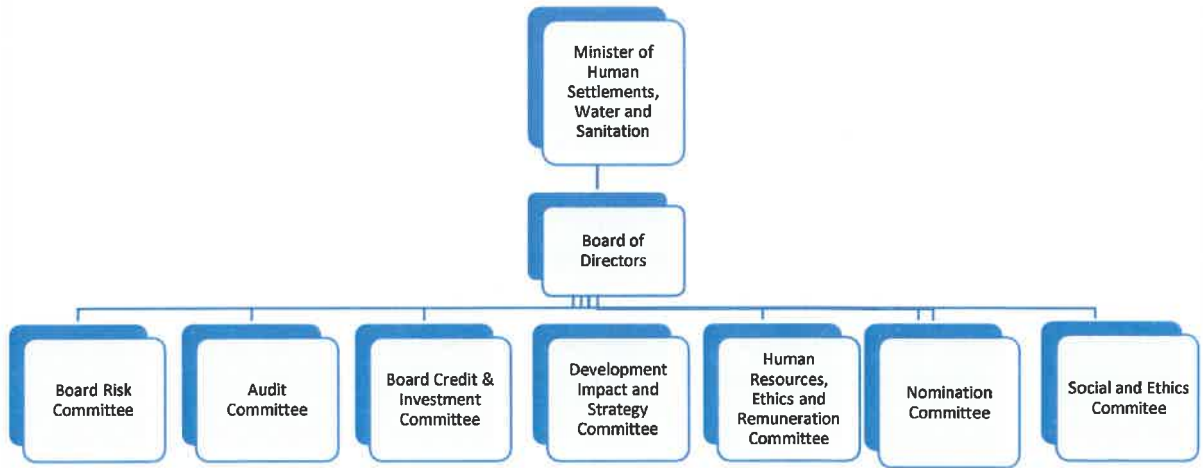 Minister of
Human
Settlements,
Water and
Sanitation
Board of
Directors
Board Risk
Committee
Audit
Committee
Board Credit &
Investment
Committee
Development
Impact and
Strategy
Committee
Human
Resources,
Ethics and
Remuneration
Committee
Nomination
Committee
Social and Ethics
Commitee